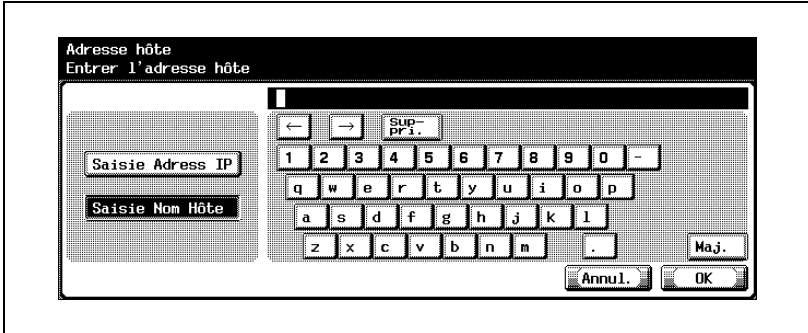 Adresse hôte
Entrer l'adresse hôte
← → Sup-
pri.
Saisie Adress IP
1 2 3 4 5 6 7 8 9 0 -
q w e r t y u i o p
Saisie Nom Hôte
a s d f g h j k l
z x c v b n m . Maj.
Annul. OK